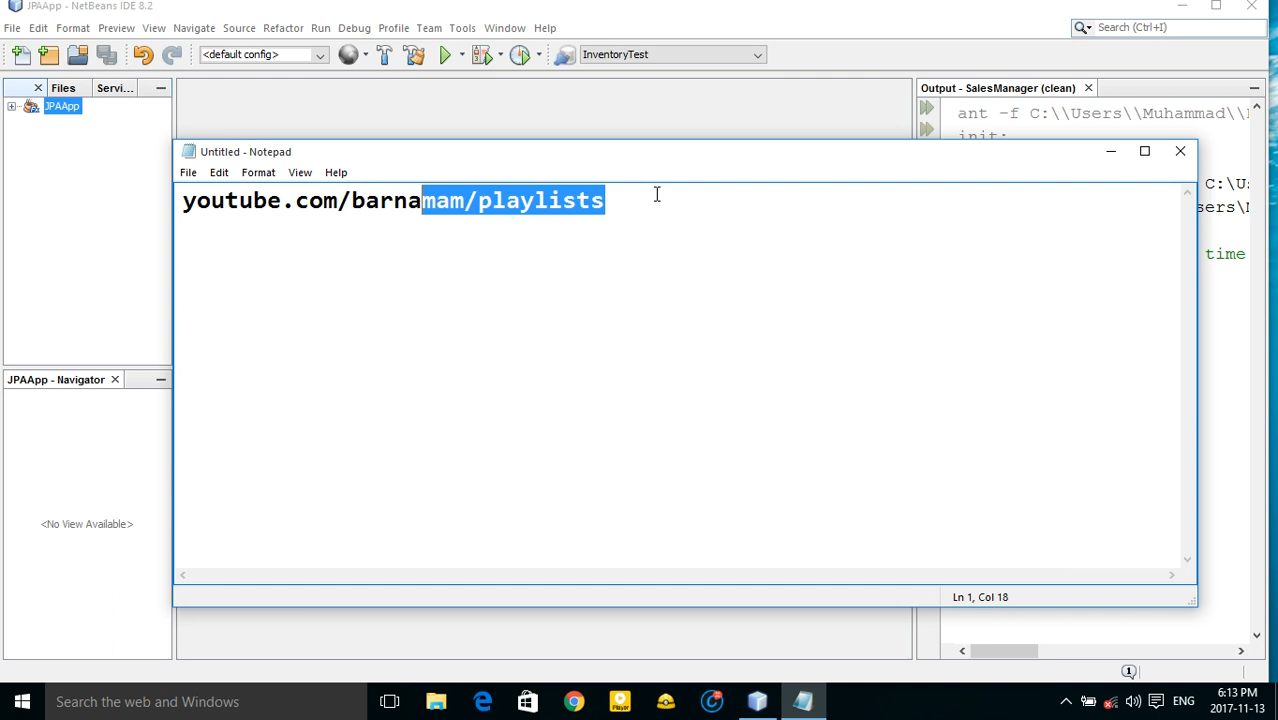 JPAApp - NetBeans IDE 8.2
File Edit Format Preview View Navigate Source Refactor Run Debug Profile Team Tools Window Help
Search (Ctrl+I)
<default config>
InventoryTest
Files Servi...
Output - SalesManager (clean)
JPAApp
ant -f C:\\Users\\Muhammad\\
init:
Untitled - Notepad
File Edit Format View Help
youtube.com/barnamam/playlists
time
JPAApp - Navigator
<No View Available>
Ln 1, Col 18
1
Search the web and Windows
Player
ENG
6:13 PM
2017-11-13